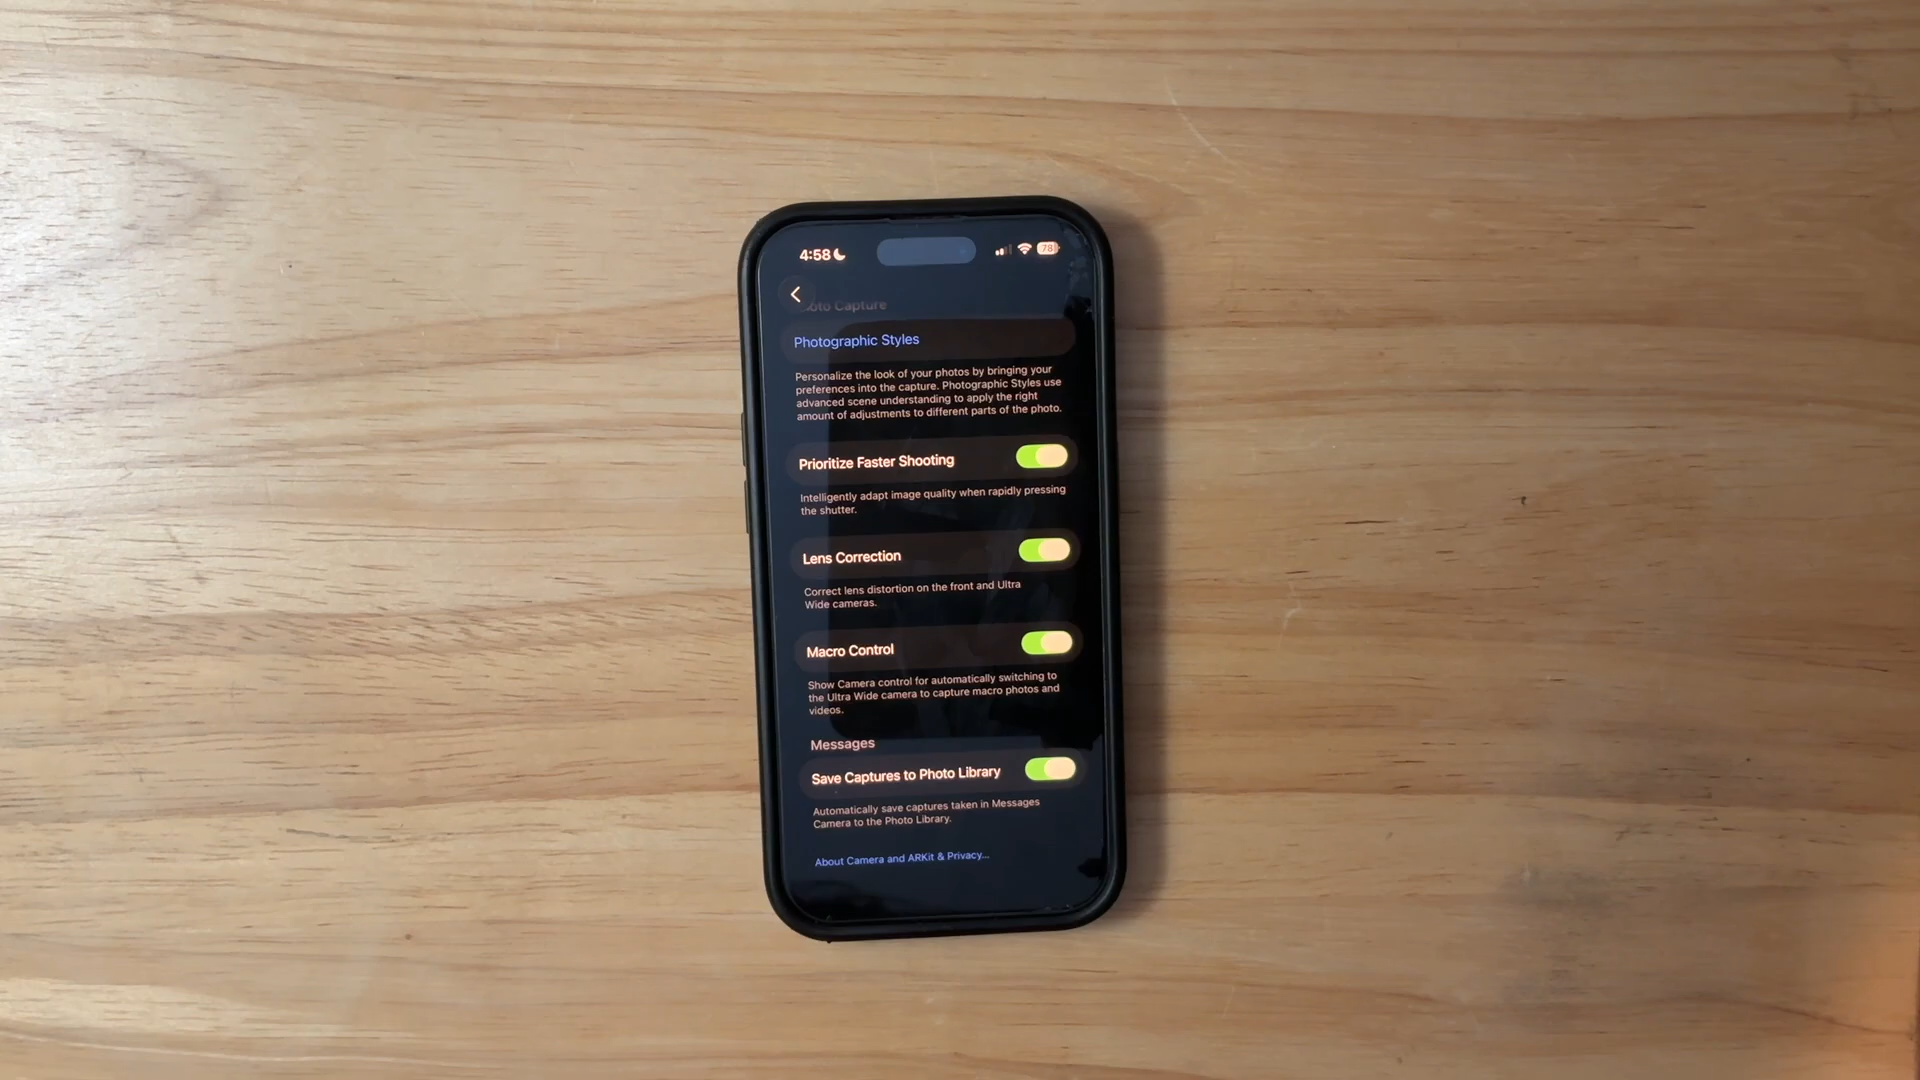 4:58
78
oto Capture
Photographic Styles
Personalize the look of your photos by bringing your
preferences into the capture. Photographic Styles use
advanced scene understanding to apply the right
amount of adjustments to different parts of the photo.
Prioritize Faster Shooting
Intelligently adapt image quality when rapidly pressing
the shutter.
Lens Correction
Correct lens distortion on the front and Ultra
Wide cameras.
Macro Control
Show Camera control for automatically switching to
the Ultra Wide camera to capture macro photos and
videos.
Messages
Save Captures to Photo Library
Automatically save captures taken in Messages
Camera to the Photo Library.
About Camera and ARKit & Privacy...